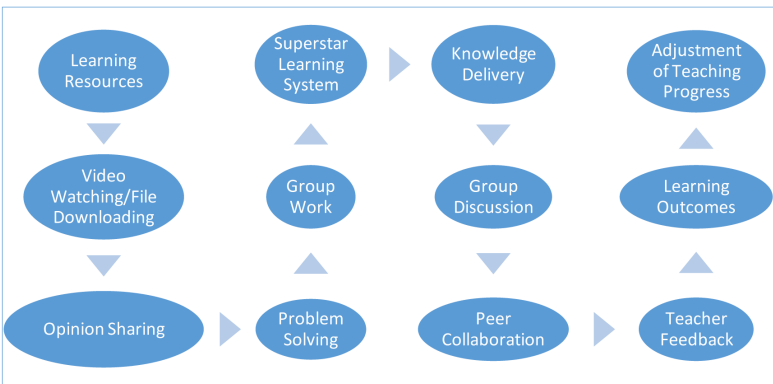 Learning
Resources
Video
Watching/File
Downloading
Opinion Sharing
Problem
Solving
Group
Work
Superstar
Learning
System
Knowledge
Delivery
Group
Discussion
Peer
Collaboration
Teacher
Feedback
Learning
Outcomes
Adjustment
of Teaching
Progress